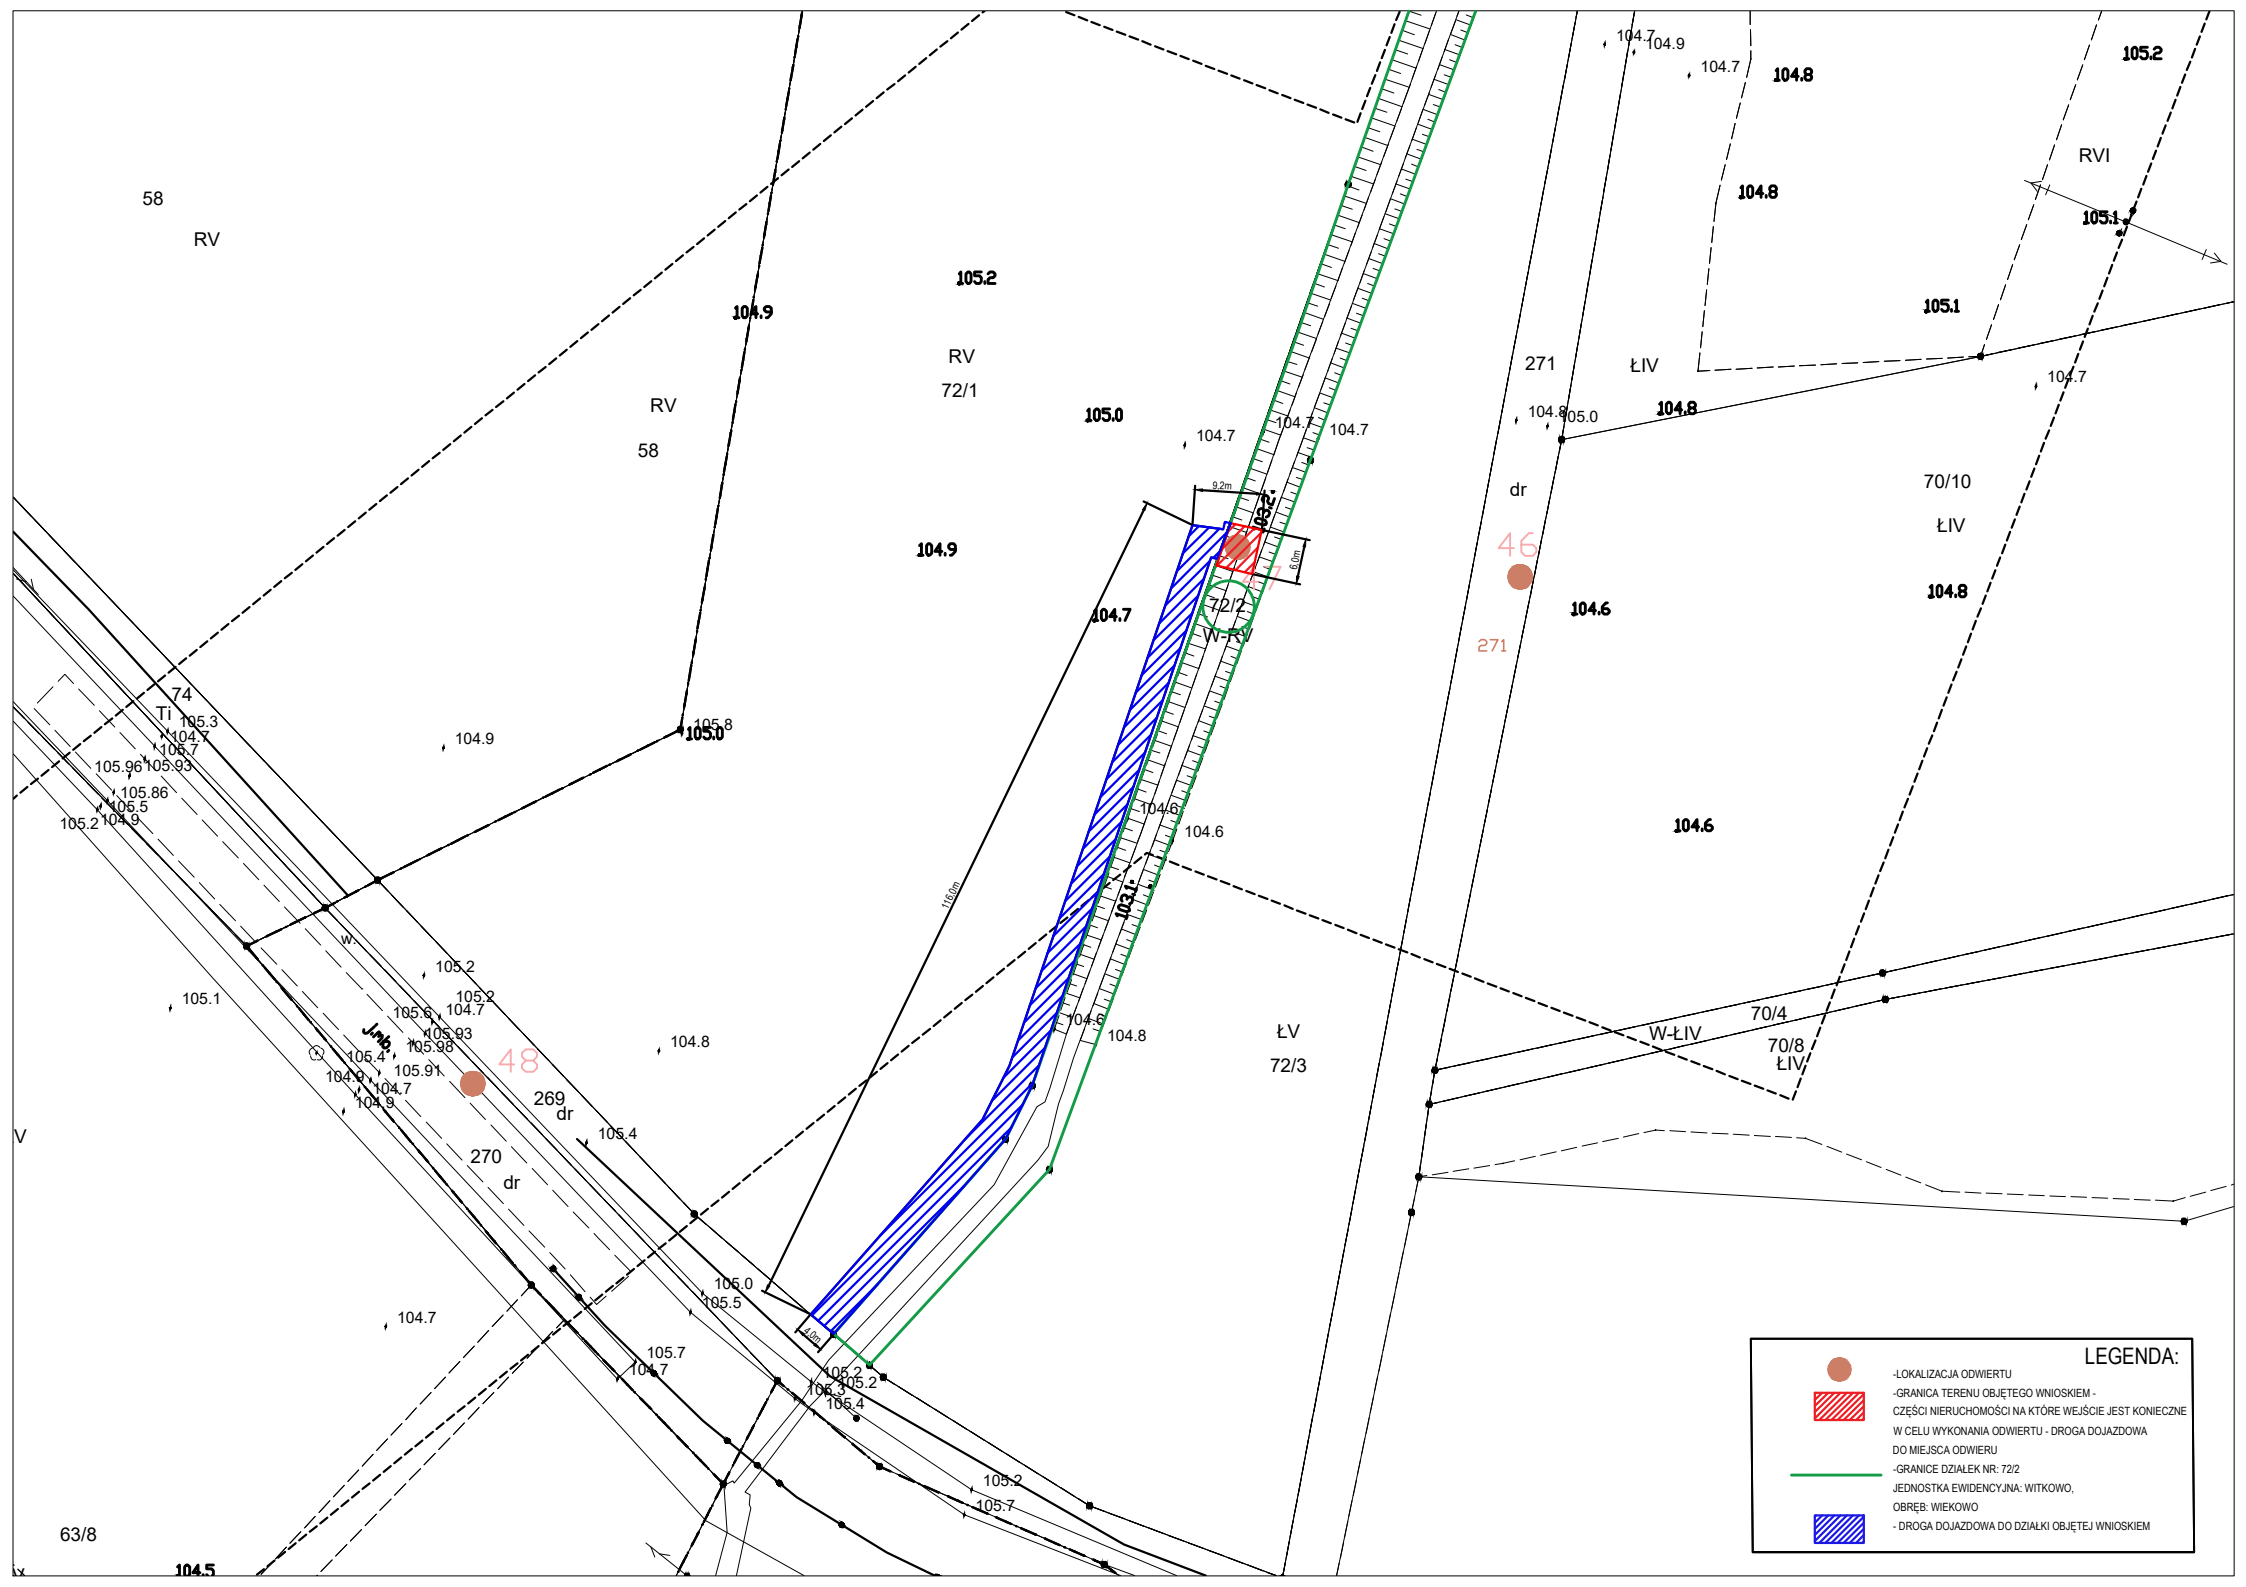 104.7
104.9
104.7
104.8
105.2
RVI
104.8
105.1
58
RV
105.2
104.9
105.1
RV
72/1
271
ŁIV
104.7
RV
105.0
104.8
105.0
104.8
104.7
104.7
104.7
58
70/10
9,2m
103.2
dr
ŁIV
104.9
46
6,0m
47
104.8
72/2
104.6
104.7
W-RV
271
74
Ti
105.3
104.7
105.7
105.96
105.93
105.8
105.0
104.9
105.86
105.5
105.2
104.9
104.6
104.6
104.6
116,0m
103.1
w.
105.2
105.1
105.2
104.7
105.6
105.93
J.mb.
105.98
105.4
105.91
104.9
104.7
104.9
48
104.8
104.6
104.8
ŁV
72/3
70/4
W-ŁIV
70/8
ŁIV
269
dr
105.4
V
270
dr
105.0
105.5
104.7
4,0m
105.7
104.7
105.2
105.2
105.3
105.4
105.2
105.7
63/8
104.5
LEGENDA:
-LOKALIZACJA ODWIERTU
-GRANICA TERENU OBJĘTEGO WNIOSKIEM -
CZĘŚCI NIERUCHOMOŚCI NA KTÓRE WEJŚCIE JEST KONIECZNE
W CELU WYKONANIA ODWIERTU - DROGA DOJAZDOWA
DO MIEJSCA ODWIERU
-GRANICE DZIAŁEK NR: 72/2
JEDNOSTKA EWIDENCYJNA: WITKOWO,
OBRĘB: WIEKOWO
- DROGA DOJAZDOWA DO DZIAŁKI OBJĘTEJ WNIOSKIEM